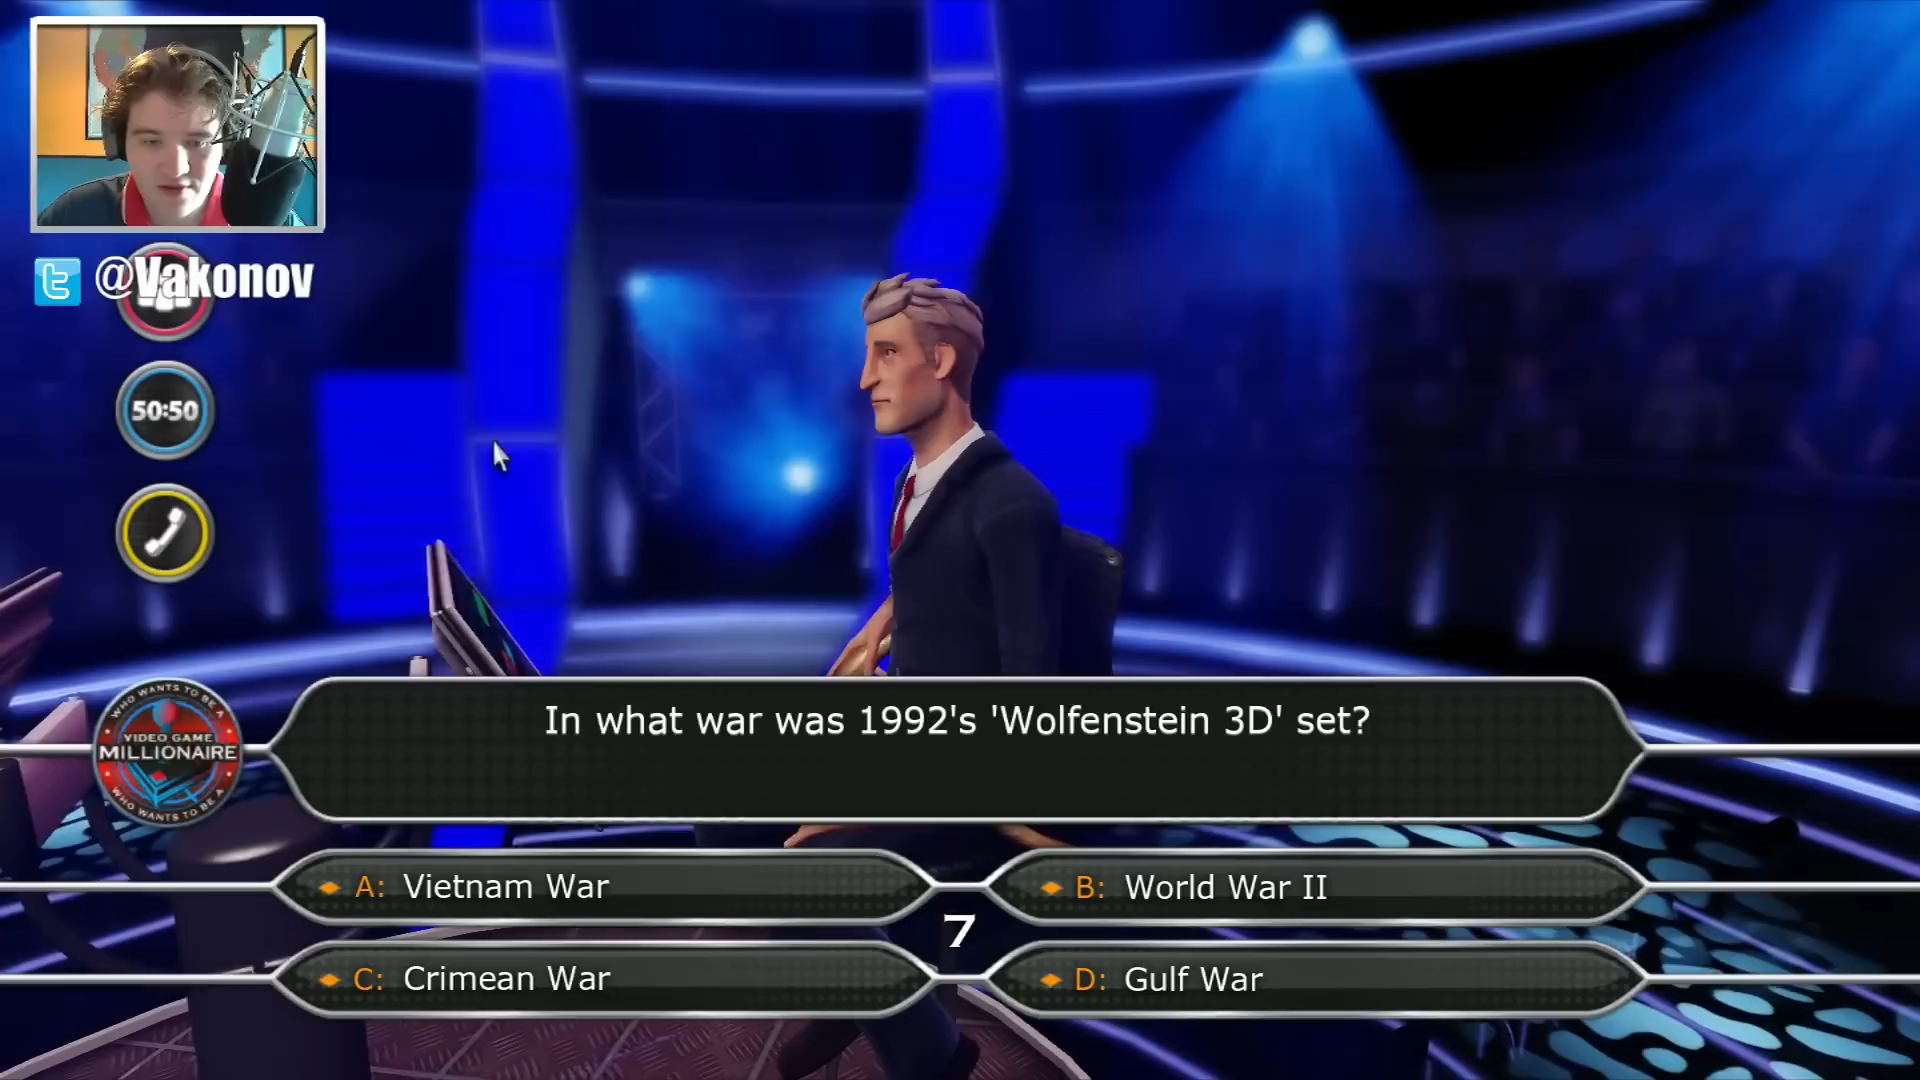 @Vakonov
50:50
In what war was 1992's 'Wolfenstein 3D' set?
WHO WANTS TO BE A
VIDEO GAME
MILLIONAIRE
WHO WANTS TO BE A
A: Vietnam War
B: World War II
7
C: Crimean War
D: Gulf War